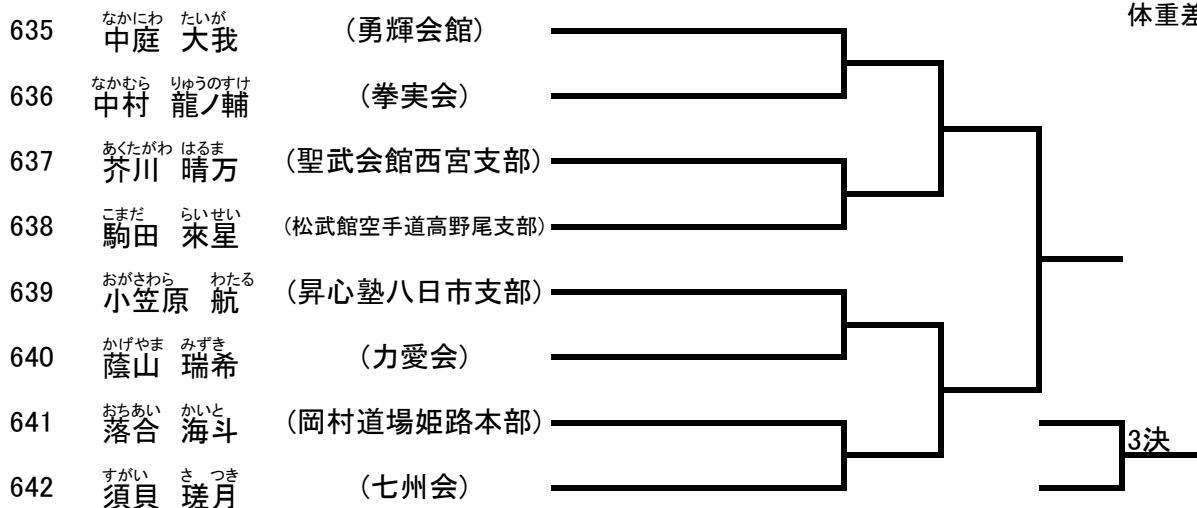 体重差
なかにわ たいが
635 中庭 大我 (勇輝会館)
なかむら りゅうのすけ
636 中村 龍ノ輔 (拳実会)
あくたがわ はるま
637 芥川 晴万 (聖武会館西宮支部)
こまだ らいせい
638 駒田 來星 (松武館空手道高野尾支部)
おがさわら わたる
639 小笠原 航 (昇心塾八日市支部)
かげやま みずき
640 蔭山 瑞希 (力愛会)
おちあい かいと
641 落合 海斗 (岡村道場姫路本部)
3決
すがい さ つき
642 須貝 瑳月 (七州会)